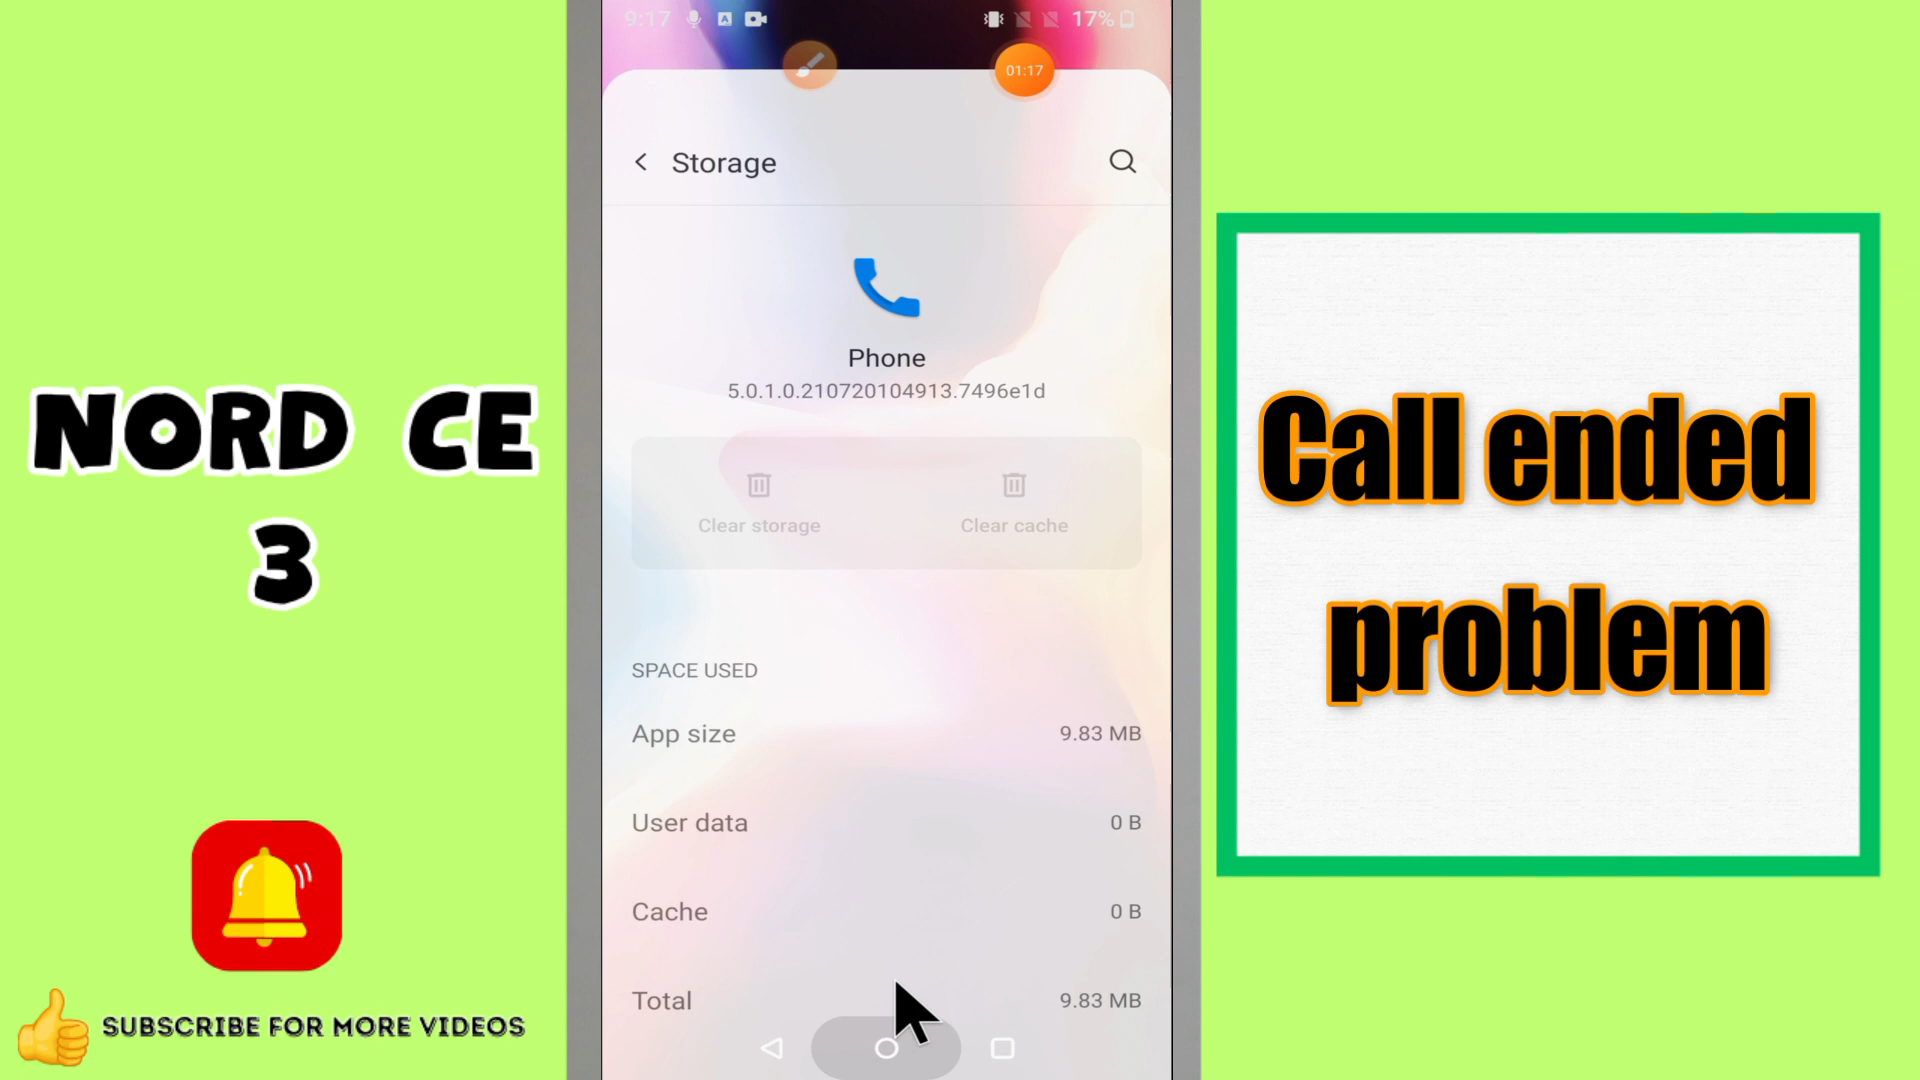 9:17
17%
01:17
Storage
Phone
5.0.1.0.210720104913.7496e1d
Clear storage
Clear cache
SPACE USED
App size
9.83 MB
User data
0 B
Cache
0 B
Total
9.83 MB
NORD CE
3
SUBSCRIBE FOR MORE VIDEOS
Call ended
problem